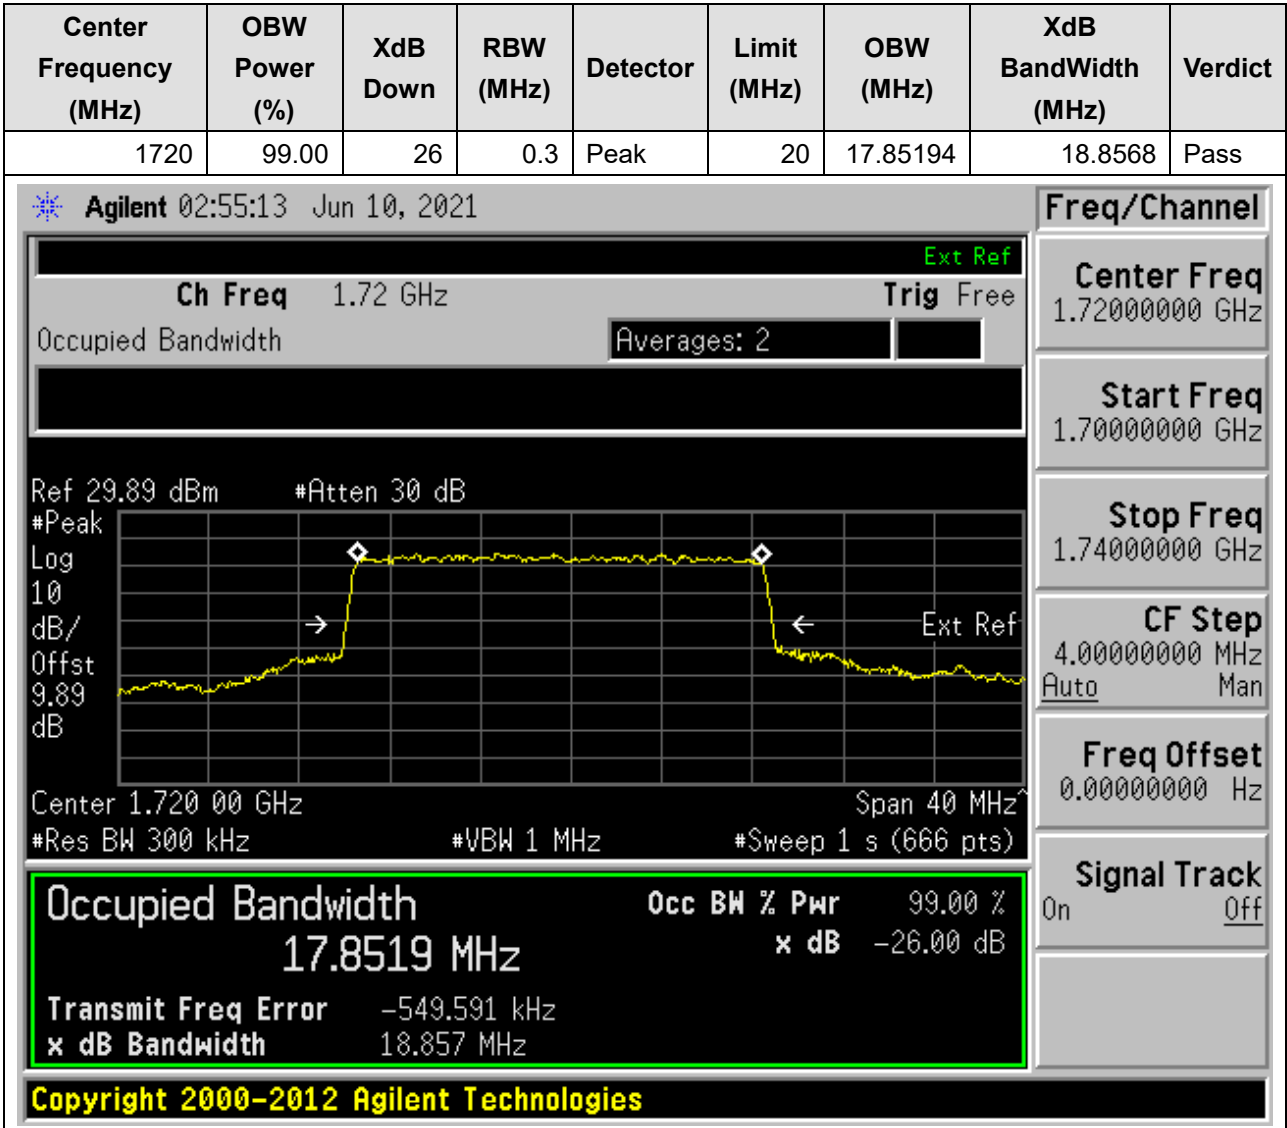 Center Frequency (MHz) OBW Power (%) XdB Down RBW (MHz) Detector Limit (MHz) OBW (MHz) XdB BandWidth (MHz) Verdict
1720 99.00 26 0.3 Peak 20 17.85194 18.8568 Pass
Agilent 02:55:13 Jun 10, 2021
Freq/Channel
Ext Ref
Ch Freq 1.72 GHz Trig Free
Occupied Bandwidth Averages: 2
Center Freq
1.72000000 GHz
Start Freq
1.70000000 GHz
Stop Freq
1.74000000 GHz
CF Step
4.00000000 MHz
Auto Man
Freq Offset
0.00000000 Hz
Signal Track
On Off
Ref 29.89 dBm #Atten 30 dB
#Peak
Log
10
dB/
Offst
9.89
dB
Ext Ref
Center 1.720 00 GHz Span 40 MHz^
#Res BW 300 kHz #VBW 1 MHz #Sweep 1 s (666 pts)
Occupied Bandwidth
17.8519 MHz
Occ BW % Pwr 99.00 %
x dB -26.00 dB
Transmit Freq Error -549.591 kHz
x dB Bandwidth 18.857 MHz
Copyright 2000-2012 Agilent Technologies